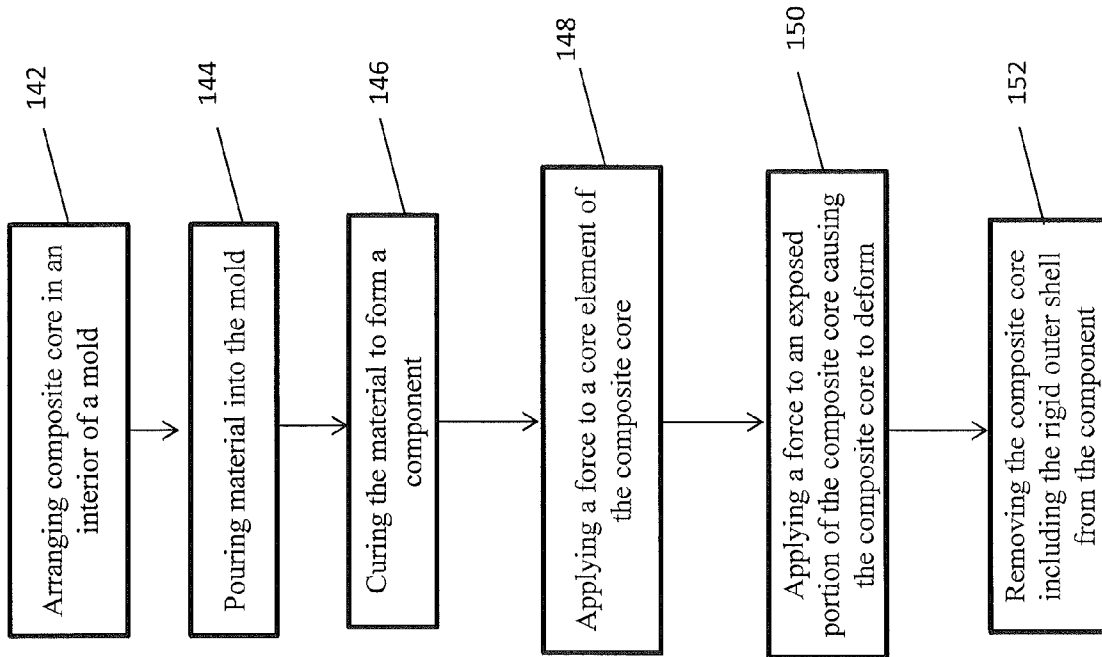 142
Arranging composite core in an
interior of a mold
144
Pouring material into the mold
146
Curing the material to form a
component
148
Applying a force to a core element of
the composite core
150
Applying a force to an exposed
portion of the composite core causing
the composite core to deform
152
Removing the composite core
including the rigid outer shell
from the component